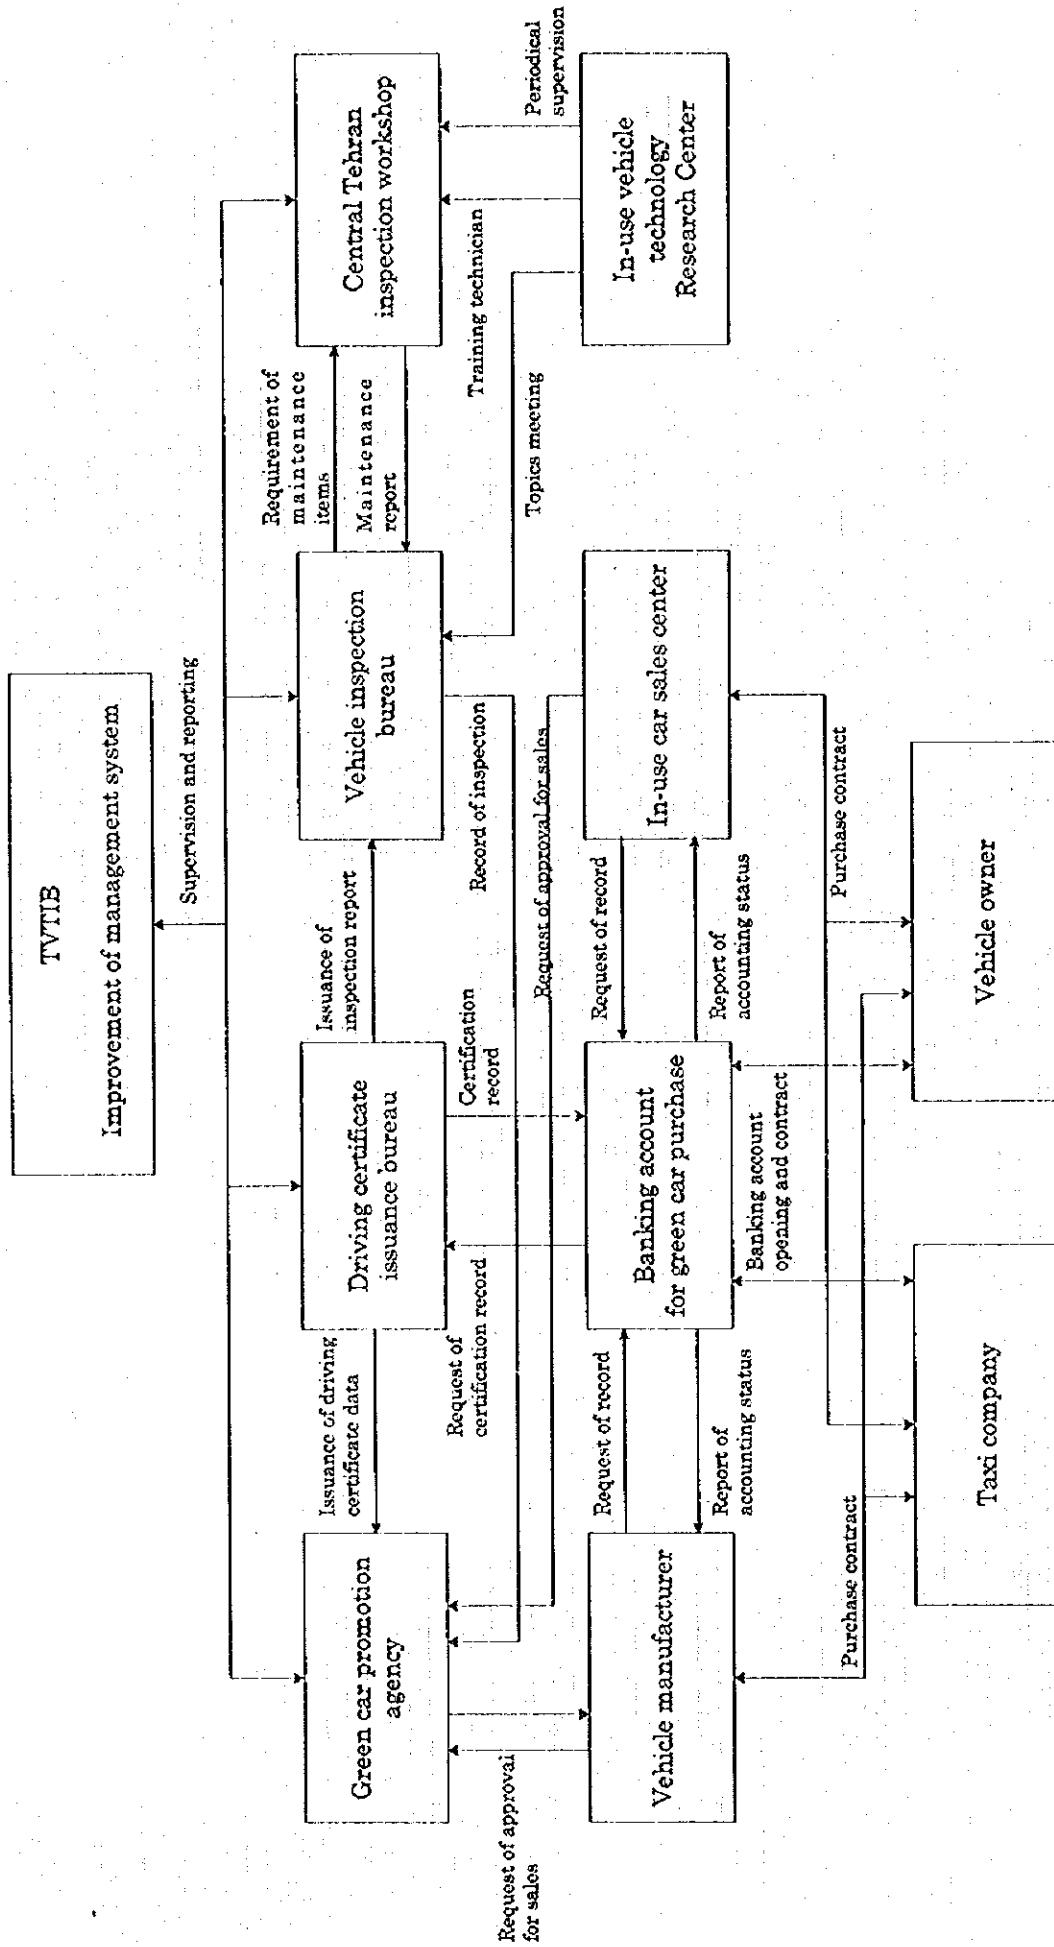 TVTIB
Improvement of management system
Supervision and reporting
Green car promotion
agency
Issuance of driving
certificate data
Driving certificate
issuance bureau
Issuance of
inspection report
Vehicle inspection
bureau
Requirement of
maintenance
items
Maintenance
report
Central Tehran
inspection workshop
Request of approval
for sales
Request of
certification record
Certification
record
Record of inspection
Request of approval for sales
Topics meeting
Training technician
Periodical
supervision
Vehicle manufacturer
Request of record
Report of
accounting status
Banking account
for green car purchase
Request of record
Report of
accounting status
In-use car sales center
In-use vehicle
technology
Research Center
Purchase contract
Banking account
opening and contract
Purchase contract
Taxi company
Vehicle owner